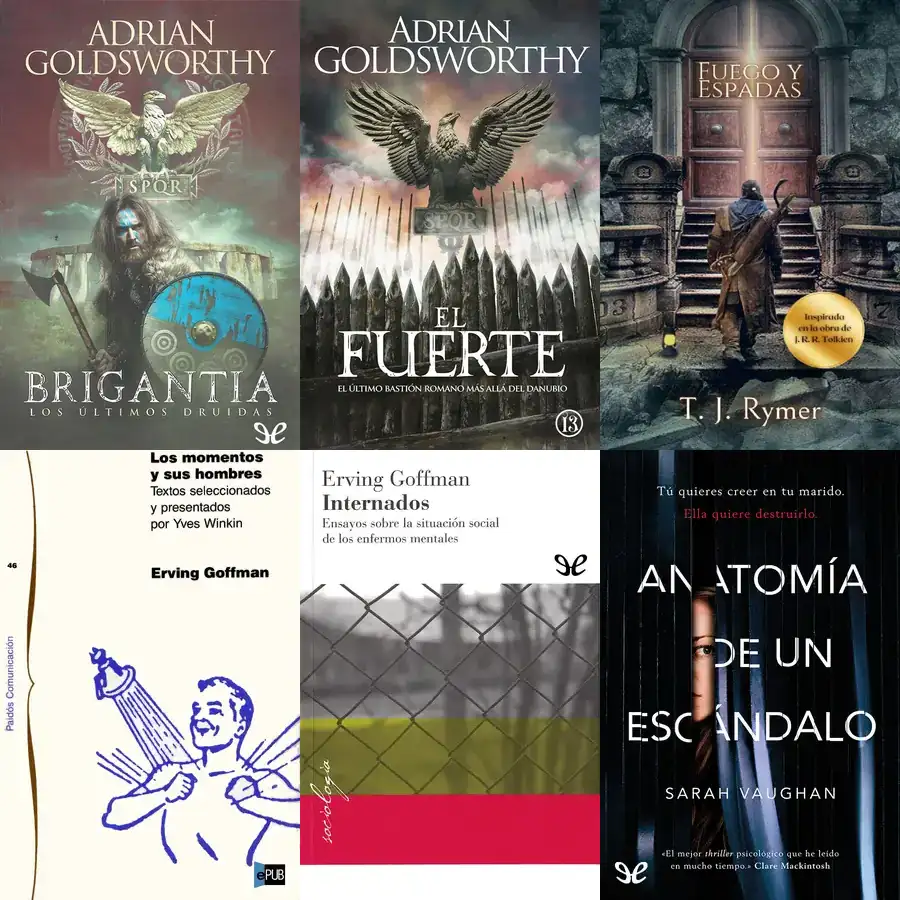 ADRIAN
GOLDSWORTHY
SPQR
BRIGANTIA
LOS ÚLTIMOS DRUIDAS
ADRIAN
GOLDSWORTHY
SPQR
EL
FUERTE
EL ÚLTIMO BASTIÓN ROMANO MÁS ALLÁ DEL DANUBIO
13
FUEGO Y
ESPADAS
Inspirada
en la obra de
J. R. R. Tolkien
T. J. Rymer
Los momentos
y sus hombres
Textos seleccionados
y presentados
por Yves Winkin
46
Erving Goffman
Paidós Comunicación
ePUB
Erving Goffman
Internados
Ensayos sobre la situación social
de los enfermos mentales
sociología
Tú quieres creer en tu marido.
Ella quiere destruirlo.
ANATOMÍA
DE UN
ESCÁNDALO
SARAH VAUGHAN
«El mejor thriller psicológico que he leído
en mucho tiempo.» Clare Mackintosh